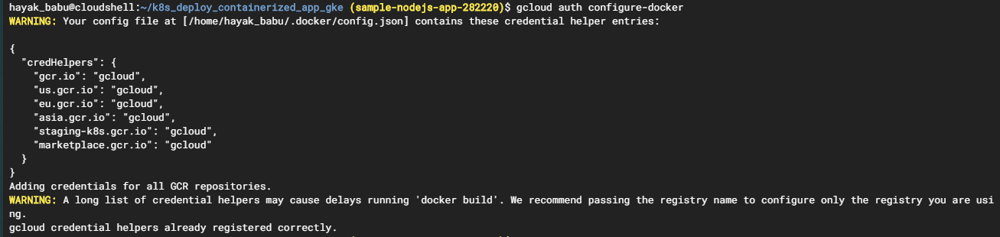 hayak_babu@cloudshell:~/k8s_deploy_containerized_app_gke (sample-nodejs-app-282220)$ gcloud auth configure-docker
WARNING: Your config file at [/home/hayak_babu/.docker/config.json] contains these credential helper entries:
{
  "credHelpers": {
    "gcr.io": "gcloud",
    "us.gcr.io": "gcloud",
    "eu.gcr.io": "gcloud",
    "asia.gcr.io": "gcloud",
    "staging-k8s.gcr.io": "gcloud",
    "marketplace.gcr.io": "gcloud"
  }
}
Adding credentials for all GCR repositories.
WARNING: A long list of credential helpers may cause delays running 'docker build'. We recommend passing the registry name to configure only the registry you are usi
ng.
gcloud credential helpers already registered correctly.